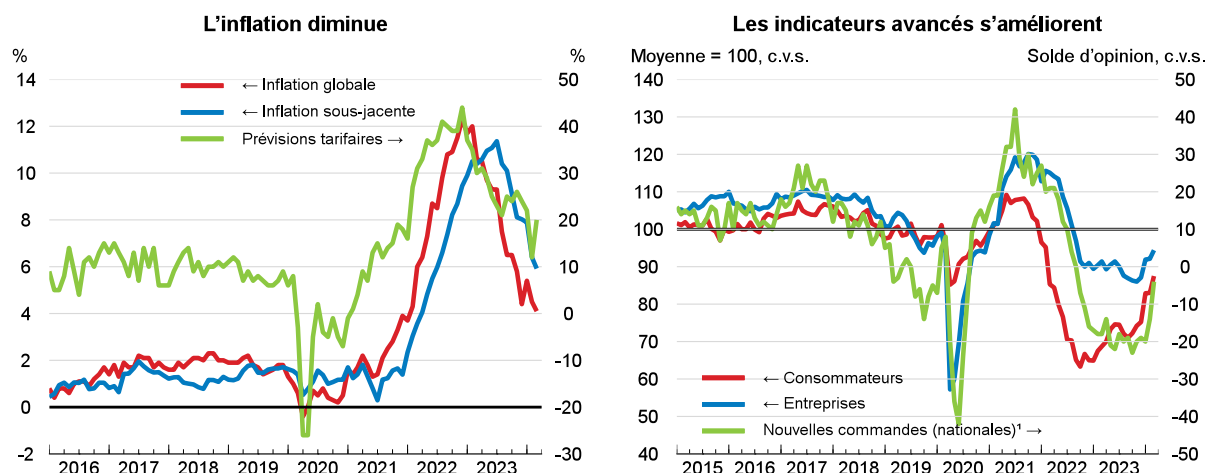 L'inflation diminue
% %
← Inflation globale
← Inflation sous-jacente
Prévisions tarifaires →
14 50
12 40
10 30
8 20
6 10
4 0
2 -10
0 -20
-2 -30
2016 2017 2018 2019 2020 2021 2022 2023
Les indicateurs avancés s'améliorent
Moyenne = 100, c.v.s. Solde d'opinion, c.v.s.
140 50
130 40
120 30
110 20
100 10
90 0
80 -10
70 -20
60 -30
50 -40
40 -50
← Consommateurs
← Entreprises
Nouvelles commandes (nationales)¹ →
2015 2016 2017 2018 2019 2020 2021 2022 2023